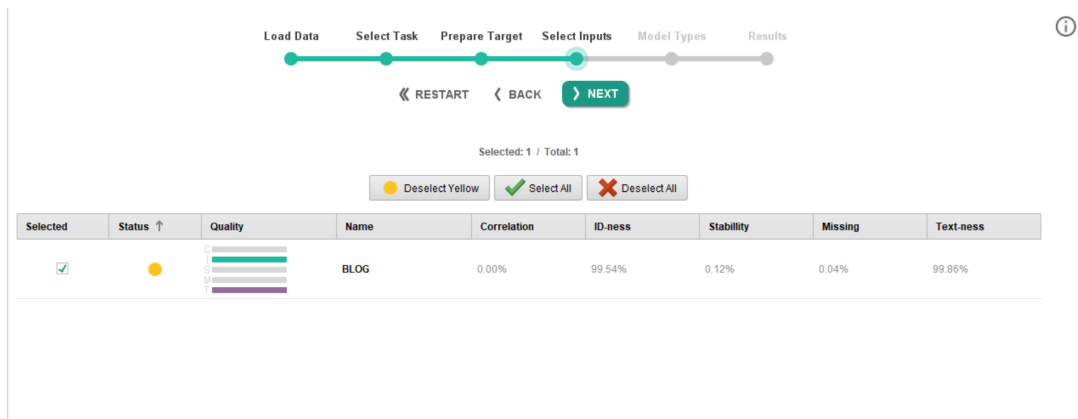 Load Data Select Task Prepare Target Select Inputs Model Types Results
RESTART BACK NEXT
Selected: 1 / Total: 1
Deselect Yellow Select All Deselect All
Selected Status Quality Name Correlation ID-ness Stabillity Missing Text-ness
C
I
S
M
T
BLOG 0.00% 99.54% 0.12% 0.04% 99.86%